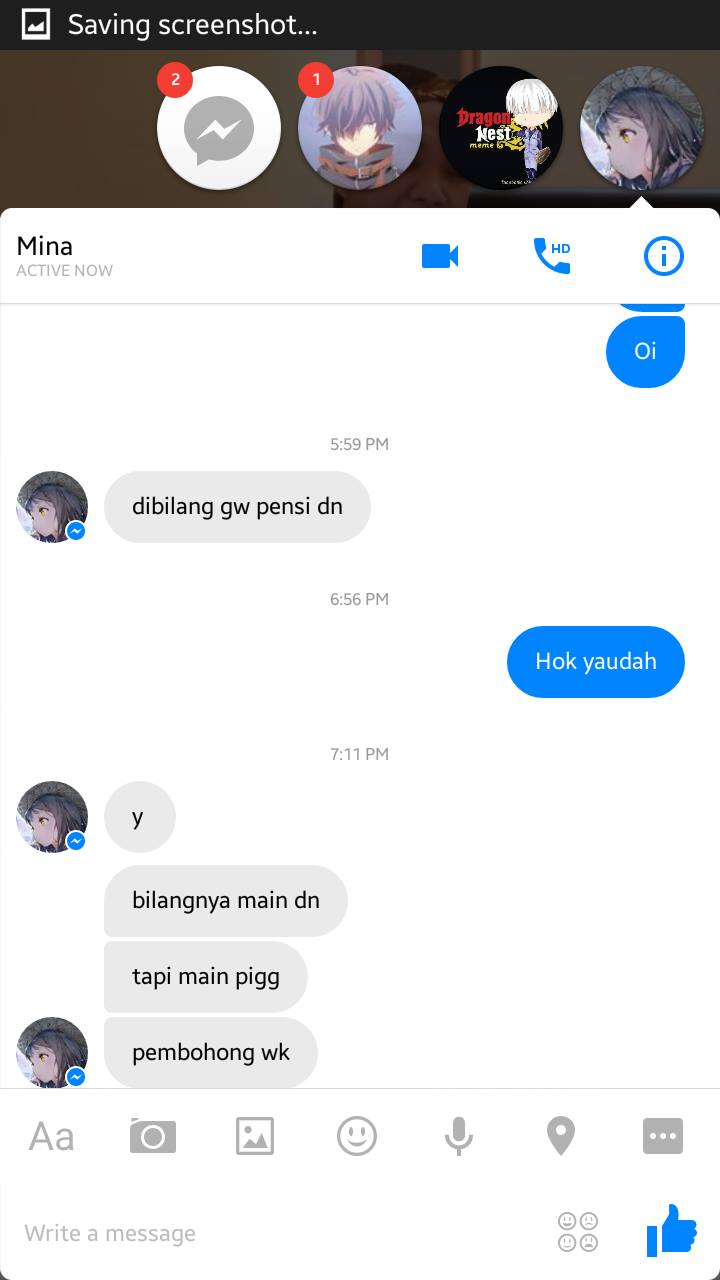 Saving screenshot...
2
1
Dragon
Nest
meme
Mina
ACTIVE NOW
HD
Oi
5:59 PM
dibilang gw pensi dn
6:56 PM
Hok yaudah
7:11 PM
y
bilangnya main dn
tapi main pigg
pembohong wk
Aa
Write a message